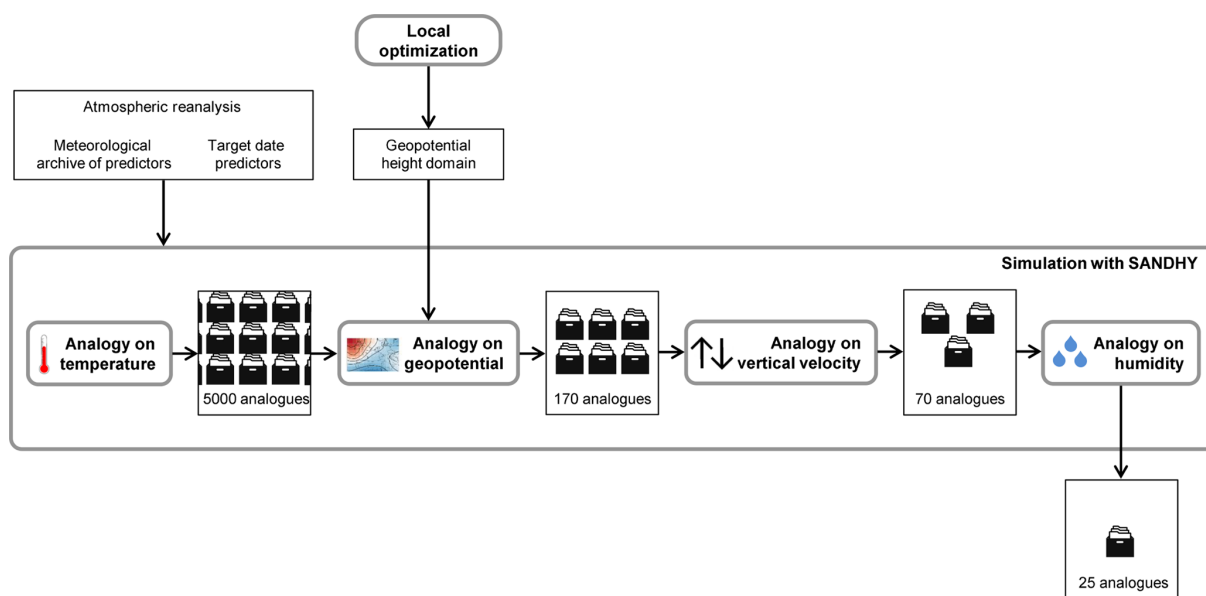 Local
optimization
Atmospheric reanalysis
Meteorological
archive of predictors
Target date
predictors
Geopotential
height domain
Simulation with SANDHY
Analogy on
temperature
5000 analogues
Analogy on
geopotential
170 analogues
Analogy on
vertical velocity
70 analogues
Analogy on
humidity
25 analogues